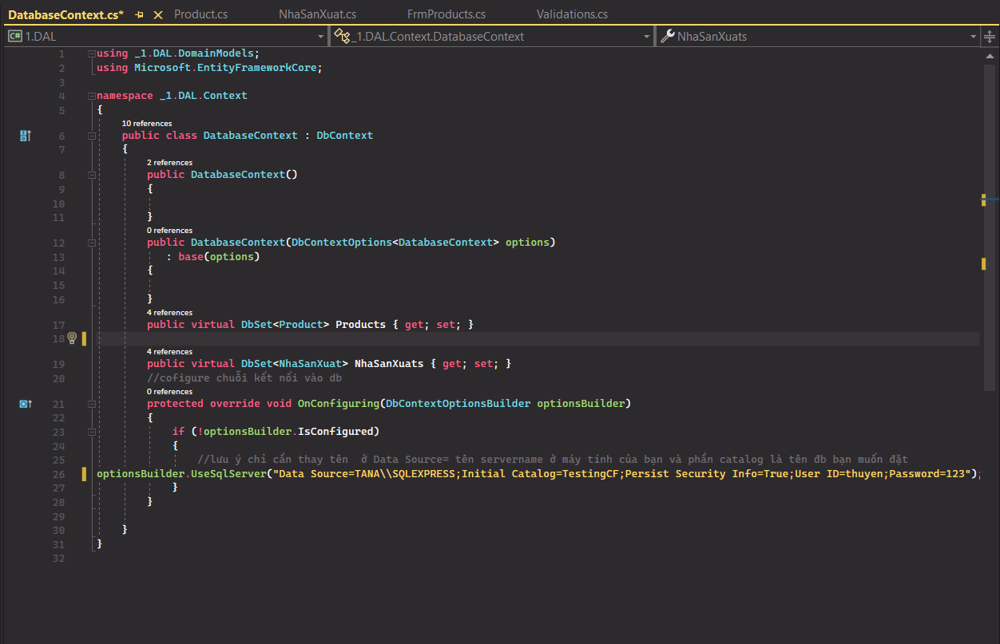 DatabaseContext.cs* Product.cs NhaSanXuat.cs FrmProducts.cs Validations.cs
C# 1.DAL _1.DAL.Context.DatabaseContext NhaSanXuats
1 using _1.DAL.DomainModels;
2 using Microsoft.EntityFrameworkCore;
3
4 namespace _1.DAL.Context
5 {
10 references
6 public class DatabaseContext : DbContext
7 {
2 references
8 public DatabaseContext()
9 {
10
11 }
0 references
12 public DatabaseContext(DbContextOptions<DatabaseContext> options)
13 : base(options)
14 {
15
16 }
4 references
17 public virtual DbSet<Product> Products { get; set; }
18
4 references
19 public virtual DbSet<NhaSanXuat> NhaSanXuats { get; set; }
20 //cofigure chuỗi kết nối vào db
0 references
21 protected override void OnConfiguring(DbContextOptionsBuilder optionsBuilder)
22 {
23 if (!optionsBuilder.IsConfigured)
24 {
25 //lưu ý chỉ cần thay tên  ở Data Source= tên servername ở máy tính của bạn và phần catalog là tên đb bạn muốn đặt
26 optionsBuilder.UseSqlServer("Data Source=TANA\\SQLEXPRESS;Initial Catalog=TestingCF;Persist Security Info=True;User ID=thuyen;Password=123");
27 }
28 }
29
30 }
31 }
32